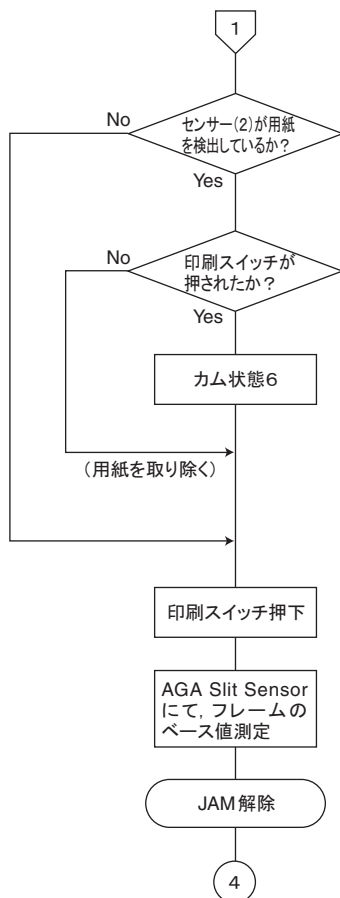 1
センサー(2)が用紙
を検出しているか？
No
Yes
印刷スイッチが
押されたか？
No
Yes
カム状態6
(用紙を取り除く)
印刷スイッチ押下
AGA Slit Sensor
にて，フレームの
ベース値測定
JAM解除
4